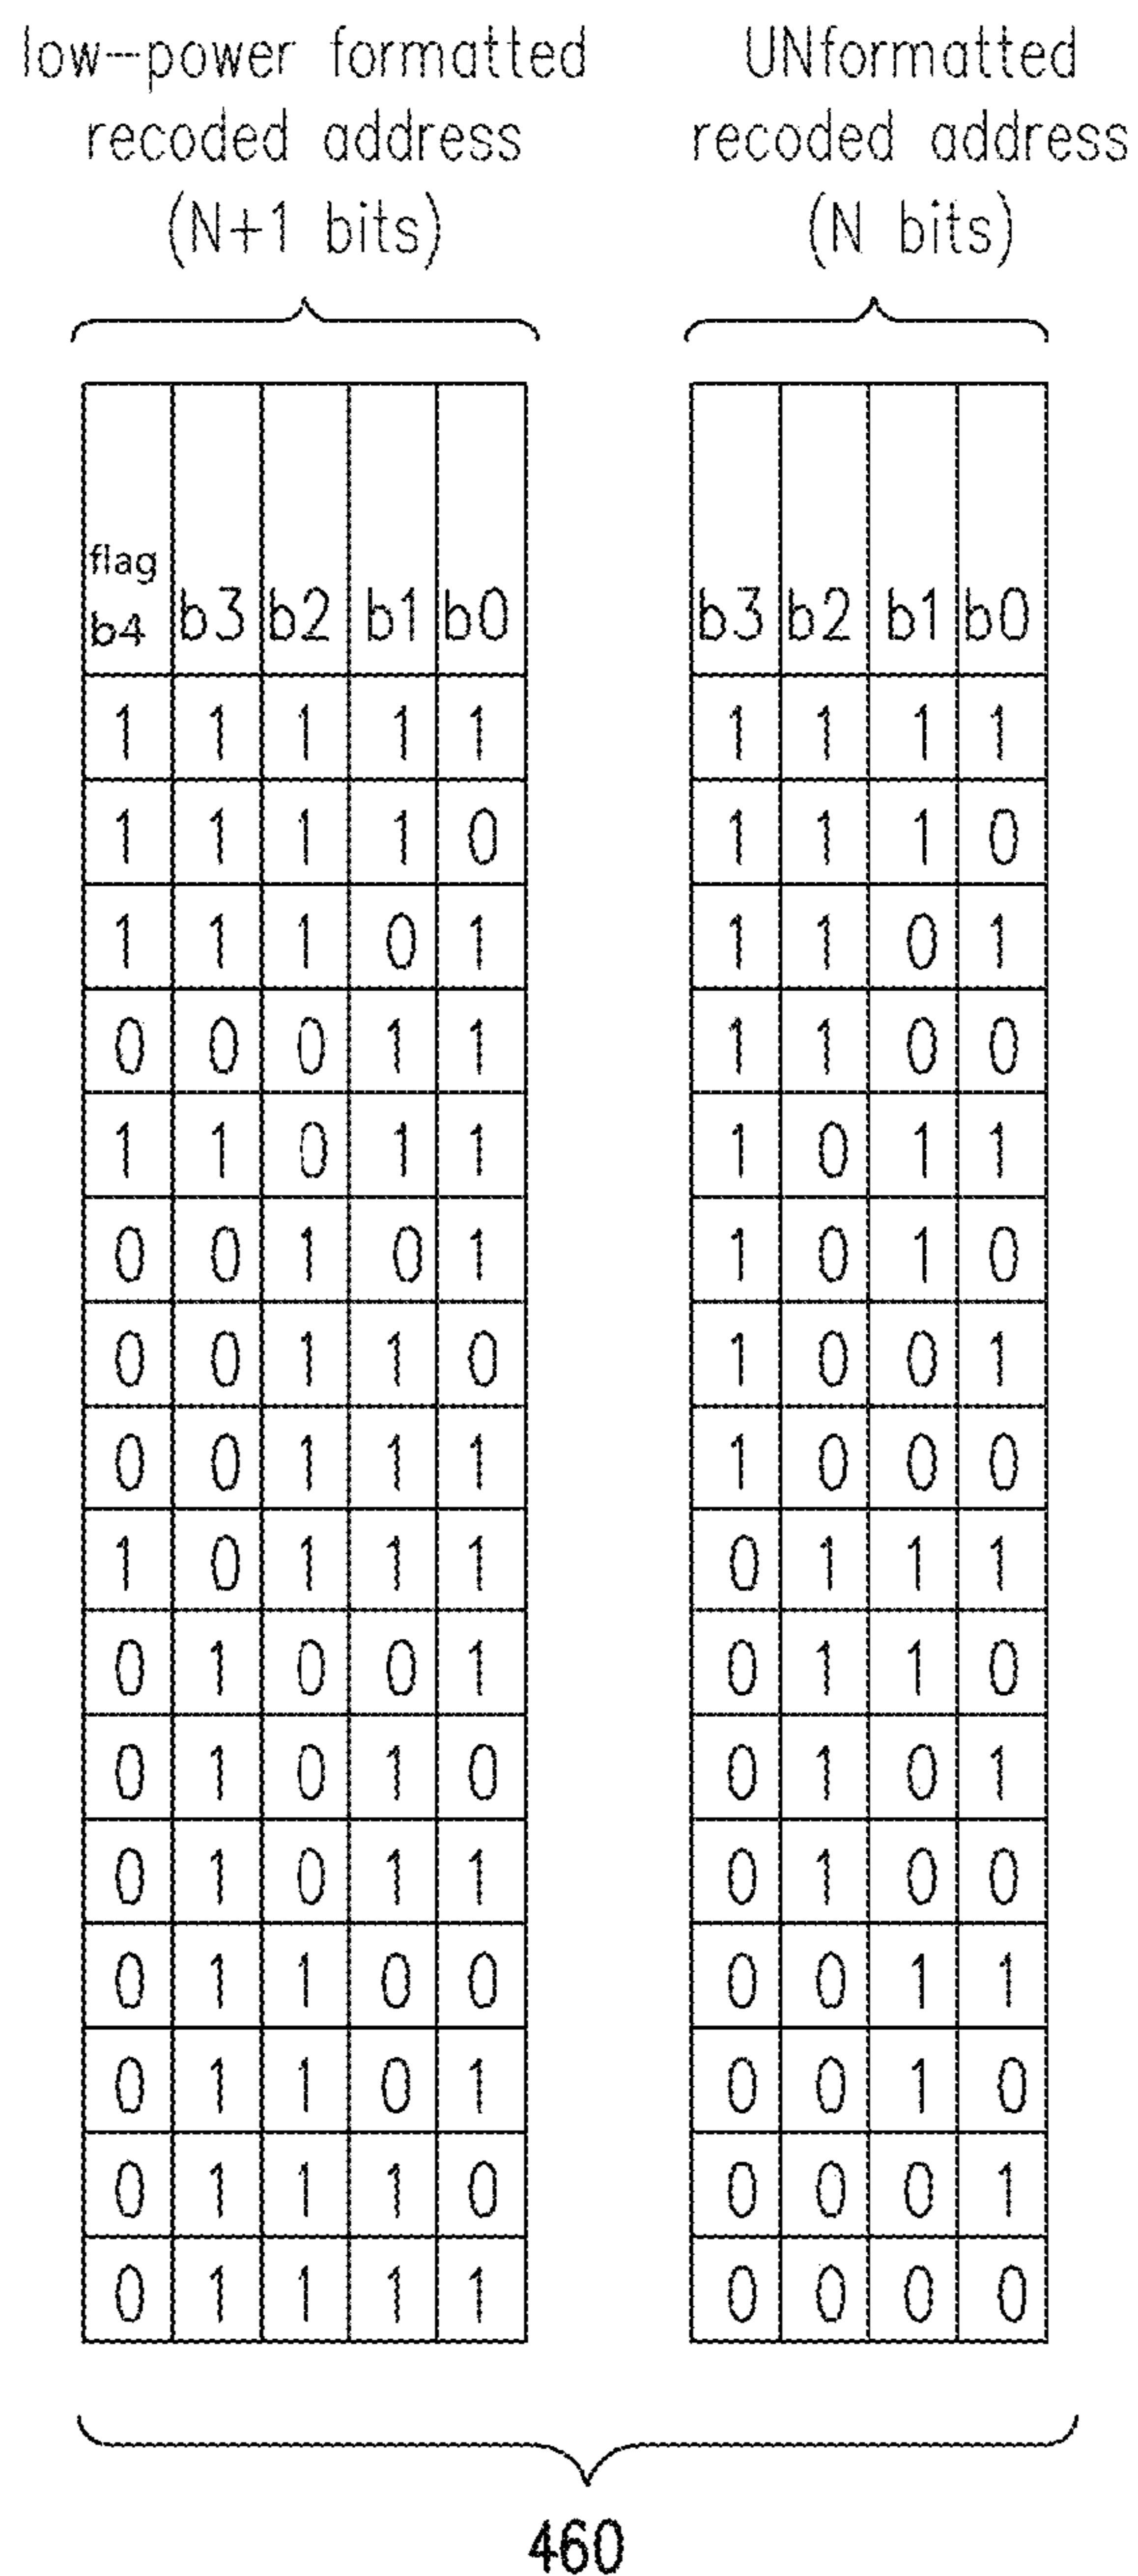 low--power formatted UNformatted
recoded address recoded address
(N+1 bits) (N bits)
flag
b4 b3 b2 b1 b0 b3 b2 b1 b0
1 1 1 1 1 1 1 1 1
1 1 1 1 0 1 1 1 0
1 1 1 0 1 1 1 0 1
0 0 0 1 1 1 1 0 0
1 1 0 1 1 1 0 1 1
0 0 1 0 1 1 0 1 0
0 0 1 1 0 1 0 0 1
0 0 1 1 1 1 0 0 0
1 0 1 1 1 0 1 1 1
0 1 0 0 1 0 1 1 0
0 1 0 1 0 0 1 0 1
0 1 0 1 1 0 1 0 0
0 1 1 0 0 0 0 1 1
0 1 1 0 1 0 0 1 0
0 1 1 1 0 0 0 0 1
0 1 1 1 1 0 0 0 0
460